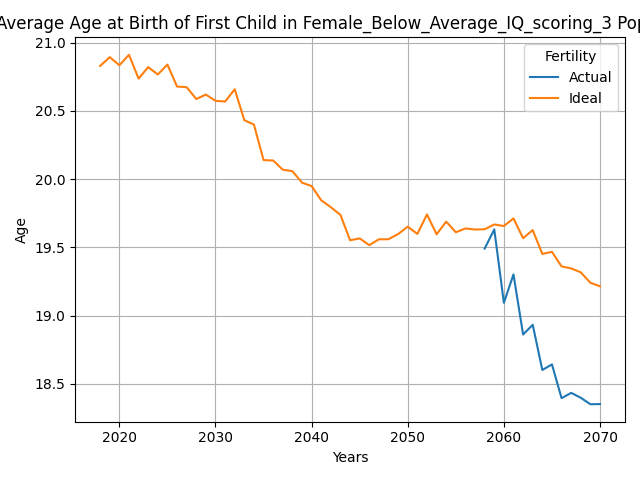 Average Age at Birth of First Child in Female_Below_Average_IQ_scoring_3 Pop
21.0
20.5
20.0
19.5
19.0
18.5
Age
Fertility
Actual
Ideal
2020 2030 2040 2050 2060 2070
Years